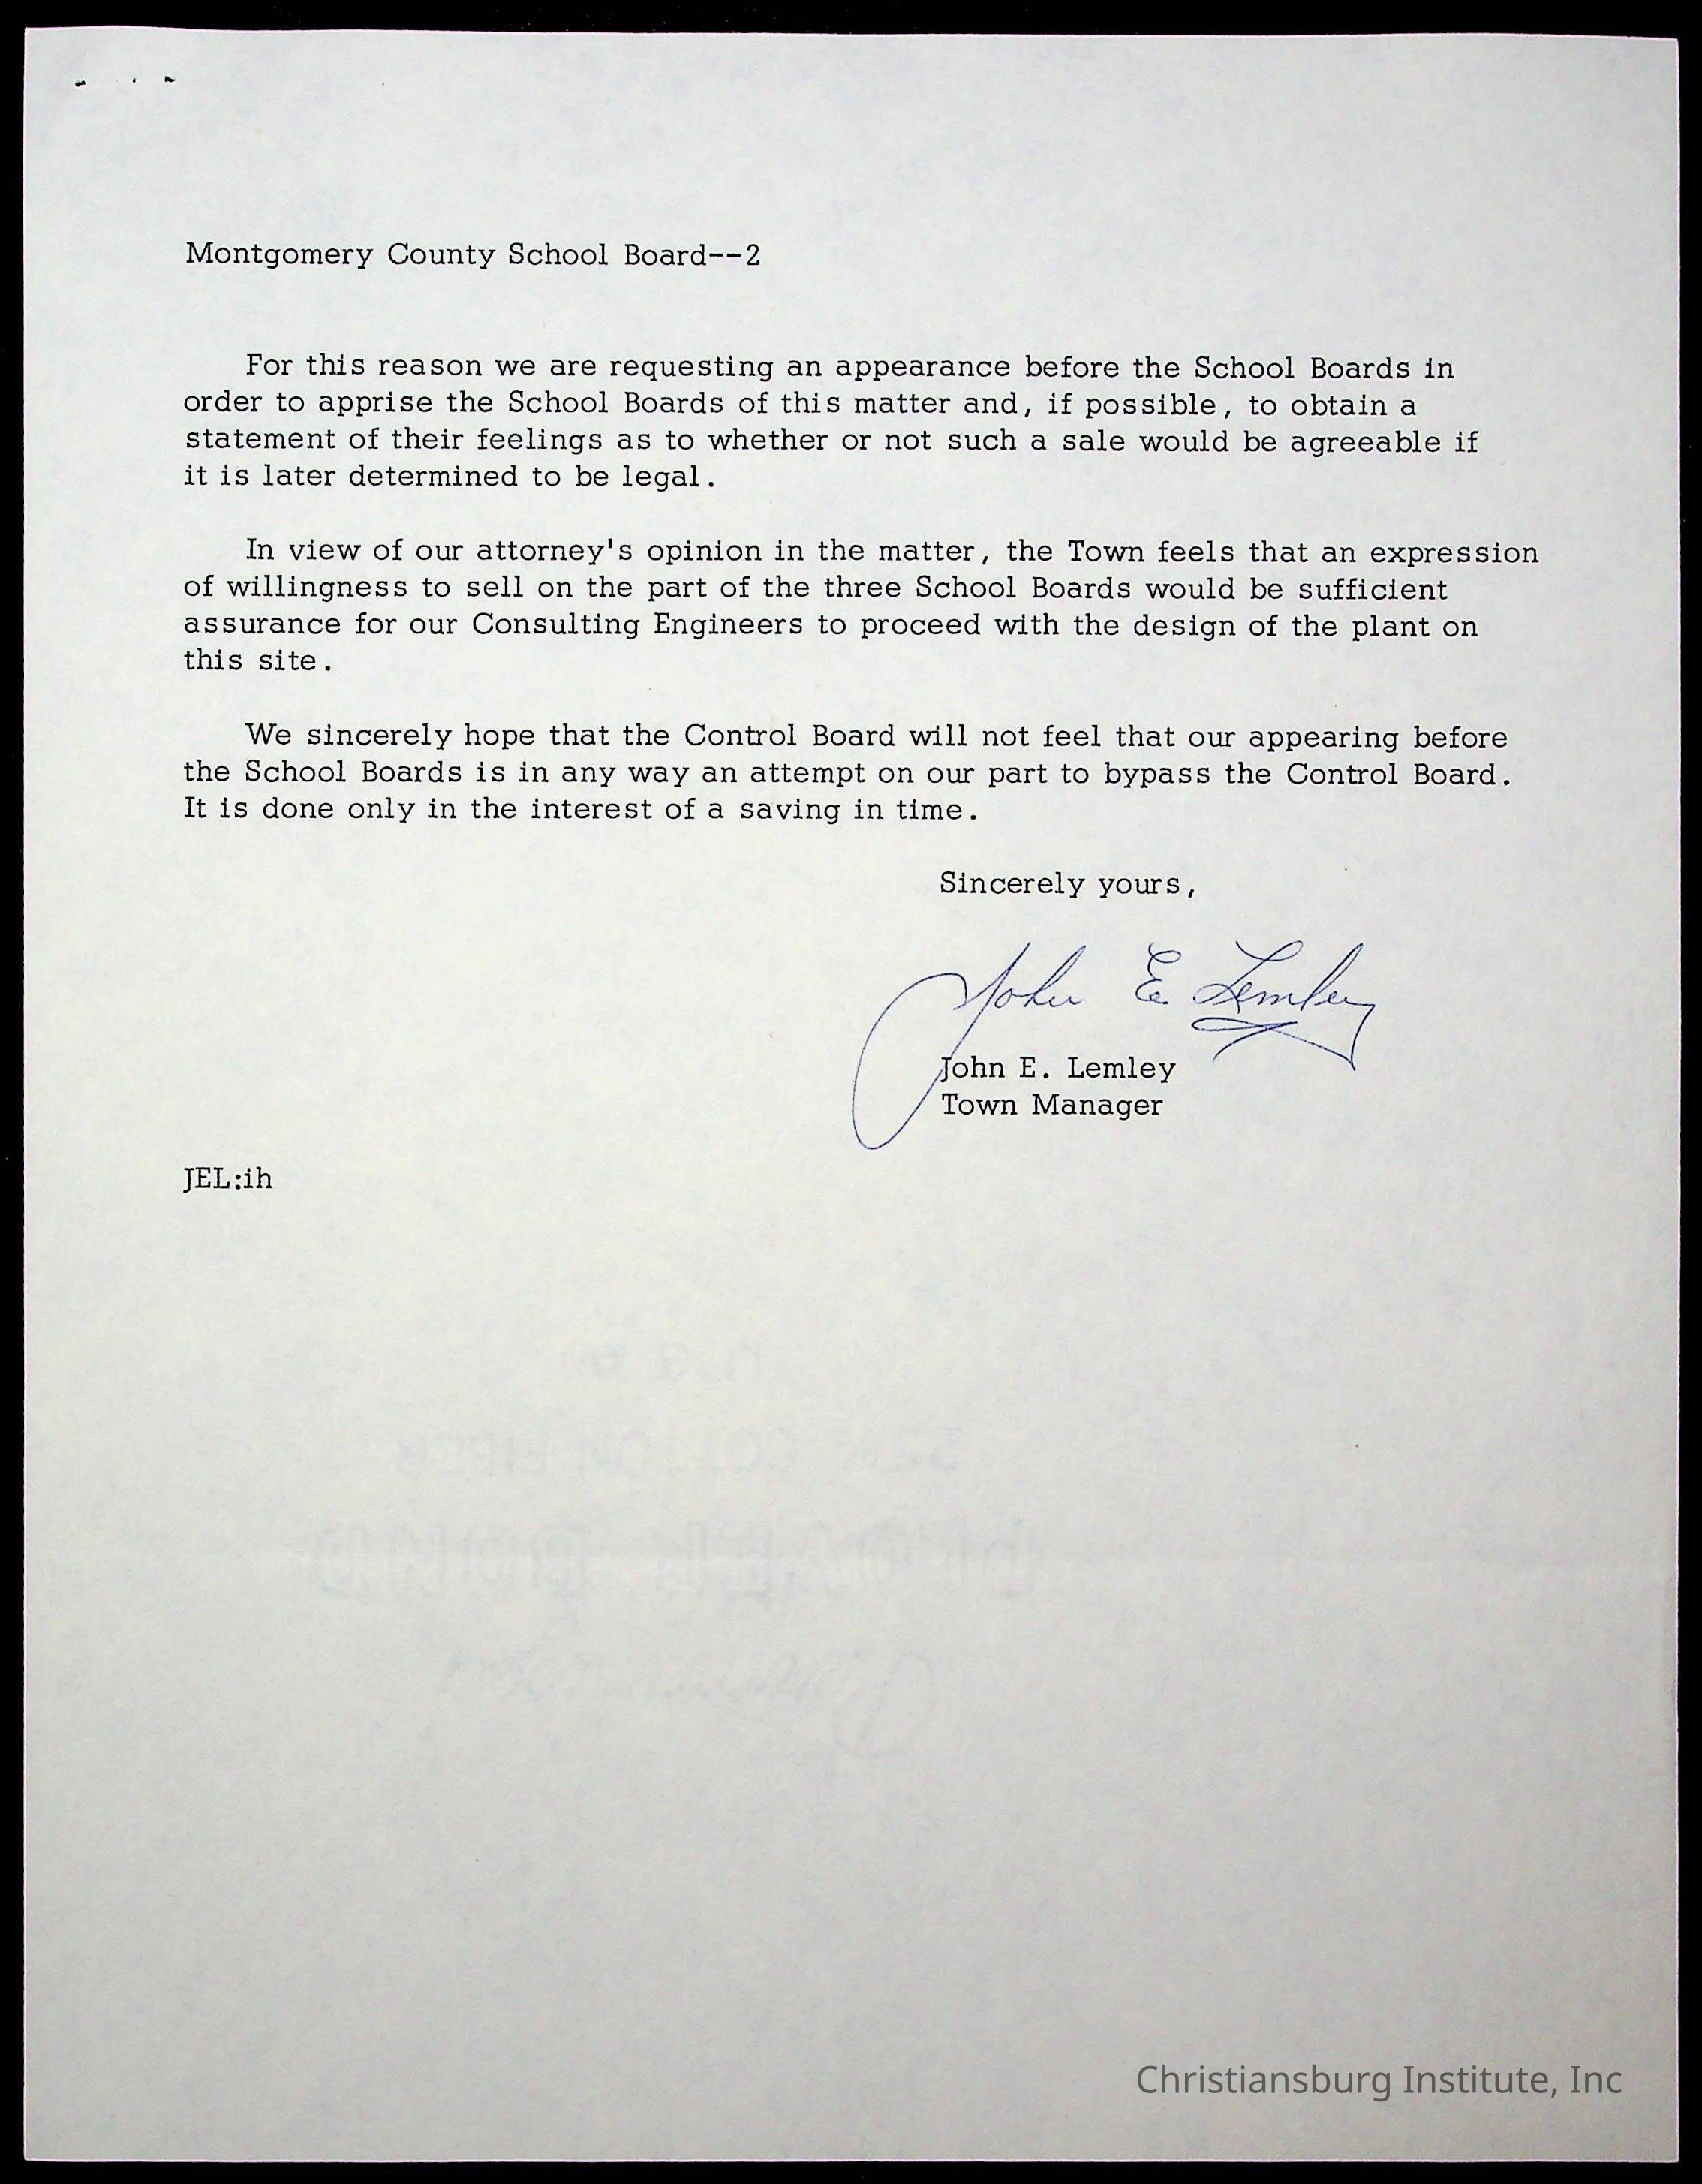 Montgomery County School Board--2
For this reason we are requesting an appearance before the School Boards in
order to apprise the School Boards of this matter and, if possible, to obtain a
statement of their feelings as to whether or not such a sale would be agreeable if
it is later determined to be legal.
In view of our attorney's opinion in the matter, the Town feels that an expression
of willingness to sell on the part of the three School Boards would be sufficient
assurance for our Consulting Engineers to proceed with the design of the plant on
this site.
We sincerely hope that the Control Board will not feel that our appearing before
the School Boards is in any way an attempt on our part to bypass the Control Board.
It is done only in the interest of a saving in time.
Sincerely yours,
John E. Lemley
John E. Lemley
Town Manager
JEL:ih
COTTON FIBER
BOND
Christiansburg Institute, Inc